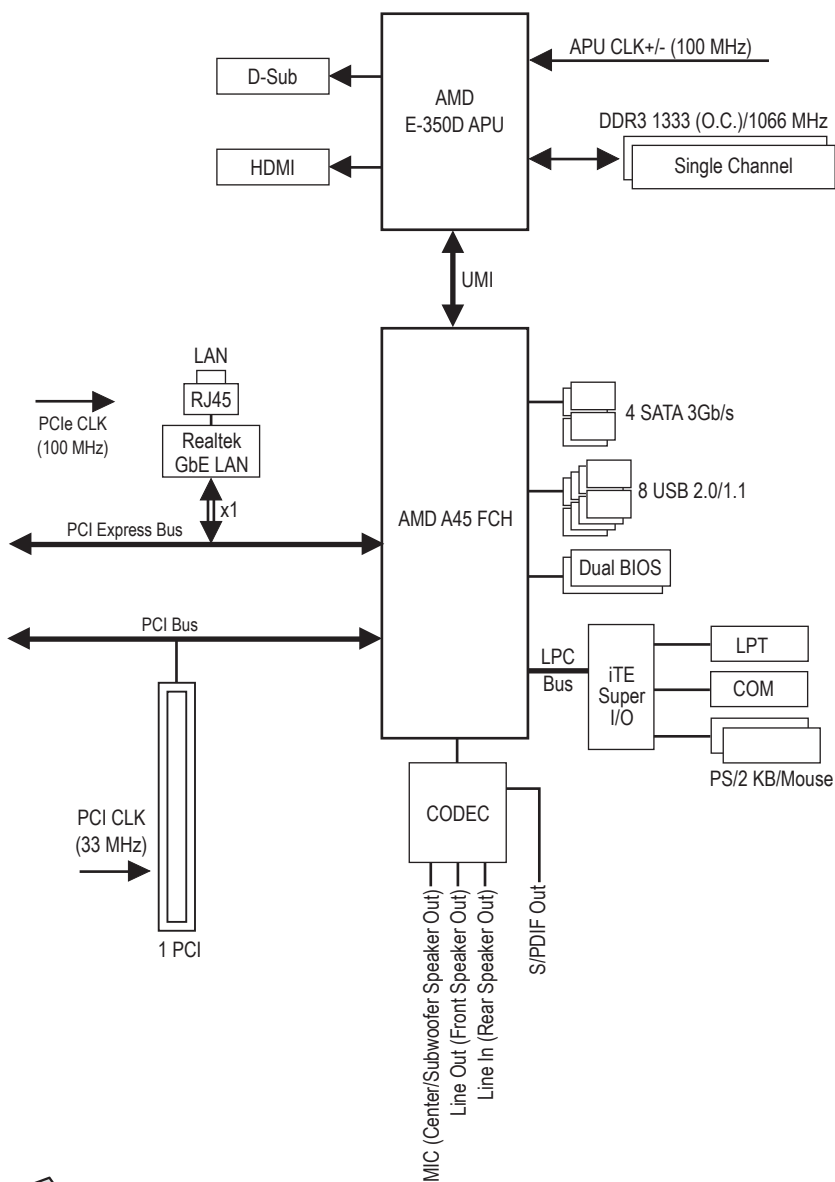 APU CLK+/- (100 MHz)
D-Sub
AMD
E-350D APU
DDR3 1333 (O.C.)/1066 MHz
HDMI
Single Channel
UMI
LAN
RJ45
PCIe CLK
(100 MHz)
Realtek
GbE LAN
x1
4 SATA 3Gb/s
8 USB 2.0/1.1
PCI Express Bus
AMD A45 FCH
Dual BIOS
PCI Bus
LPC
Bus
iTE
Super
I/O
LPT
COM
PS/2 KB/Mouse
PCI CLK
(33 MHz)
1 PCI
CODEC
MIC (Center/Subwoofer Speaker Out)
Line Out (Front Speaker Out)
Line In (Rear Speaker Out)
S/PDIF Out